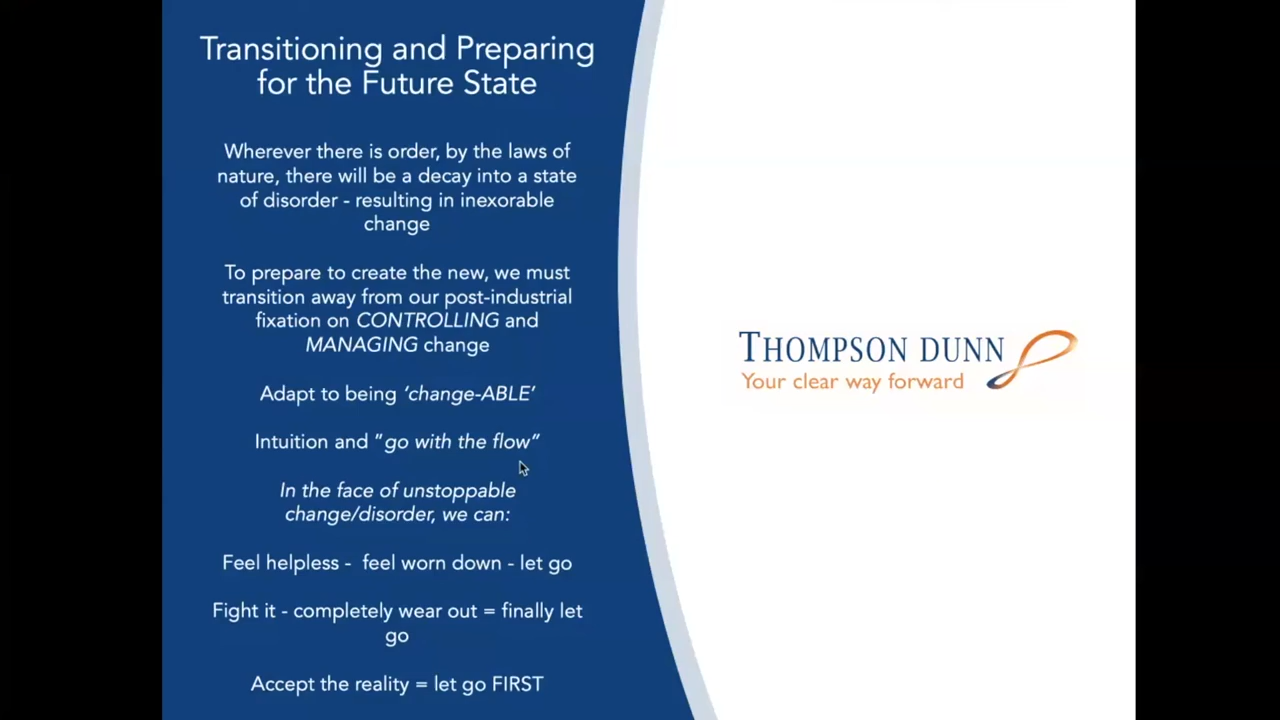 Transitioning and Preparing
for the Future State
Wherever there is order, by the laws of
nature, there will be a decay into a state
of disorder - resulting in inexorable
change
To prepare to create the new, we must
transition away from our post-industrial
fixation on CONTROLLING and
MANAGING change
Adapt to being ‘change-ABLE’
Intuition and “go with the flow”
In the face of unstoppable
change/disorder, we can:
Feel helpless -  feel worn down - let go
Fight it - completely wear out = finally let
go
Accept the reality = let go FIRST
THOMPSON DUNN
Your clear way forward